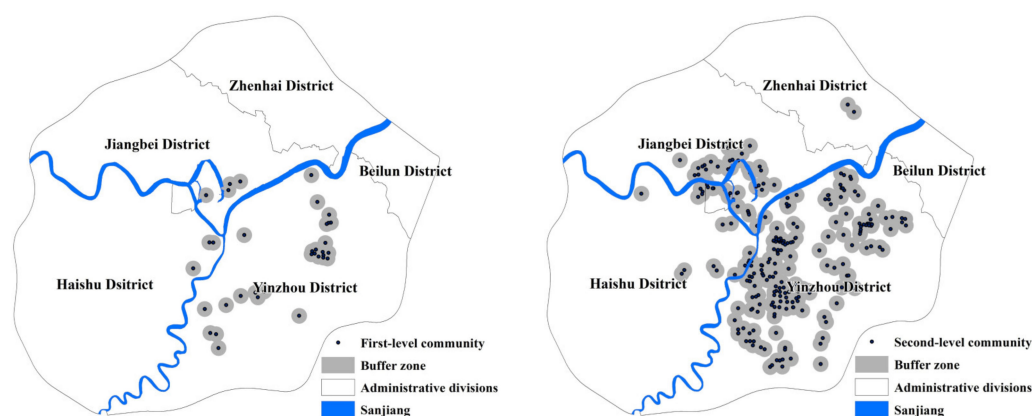 Zhenhai District
Jiangbei District
Beilun District
Haishu Dsitrict
Yinzhou District
First-level community
Buffer zone
Administrative divisions
Sanjiang
Zhenhai District
Jiangbei District
Beilun District
Haishu Dsitrict
Yinzhou District
Second-level community
Buffer zone
Administrative divisions
Sanjiang